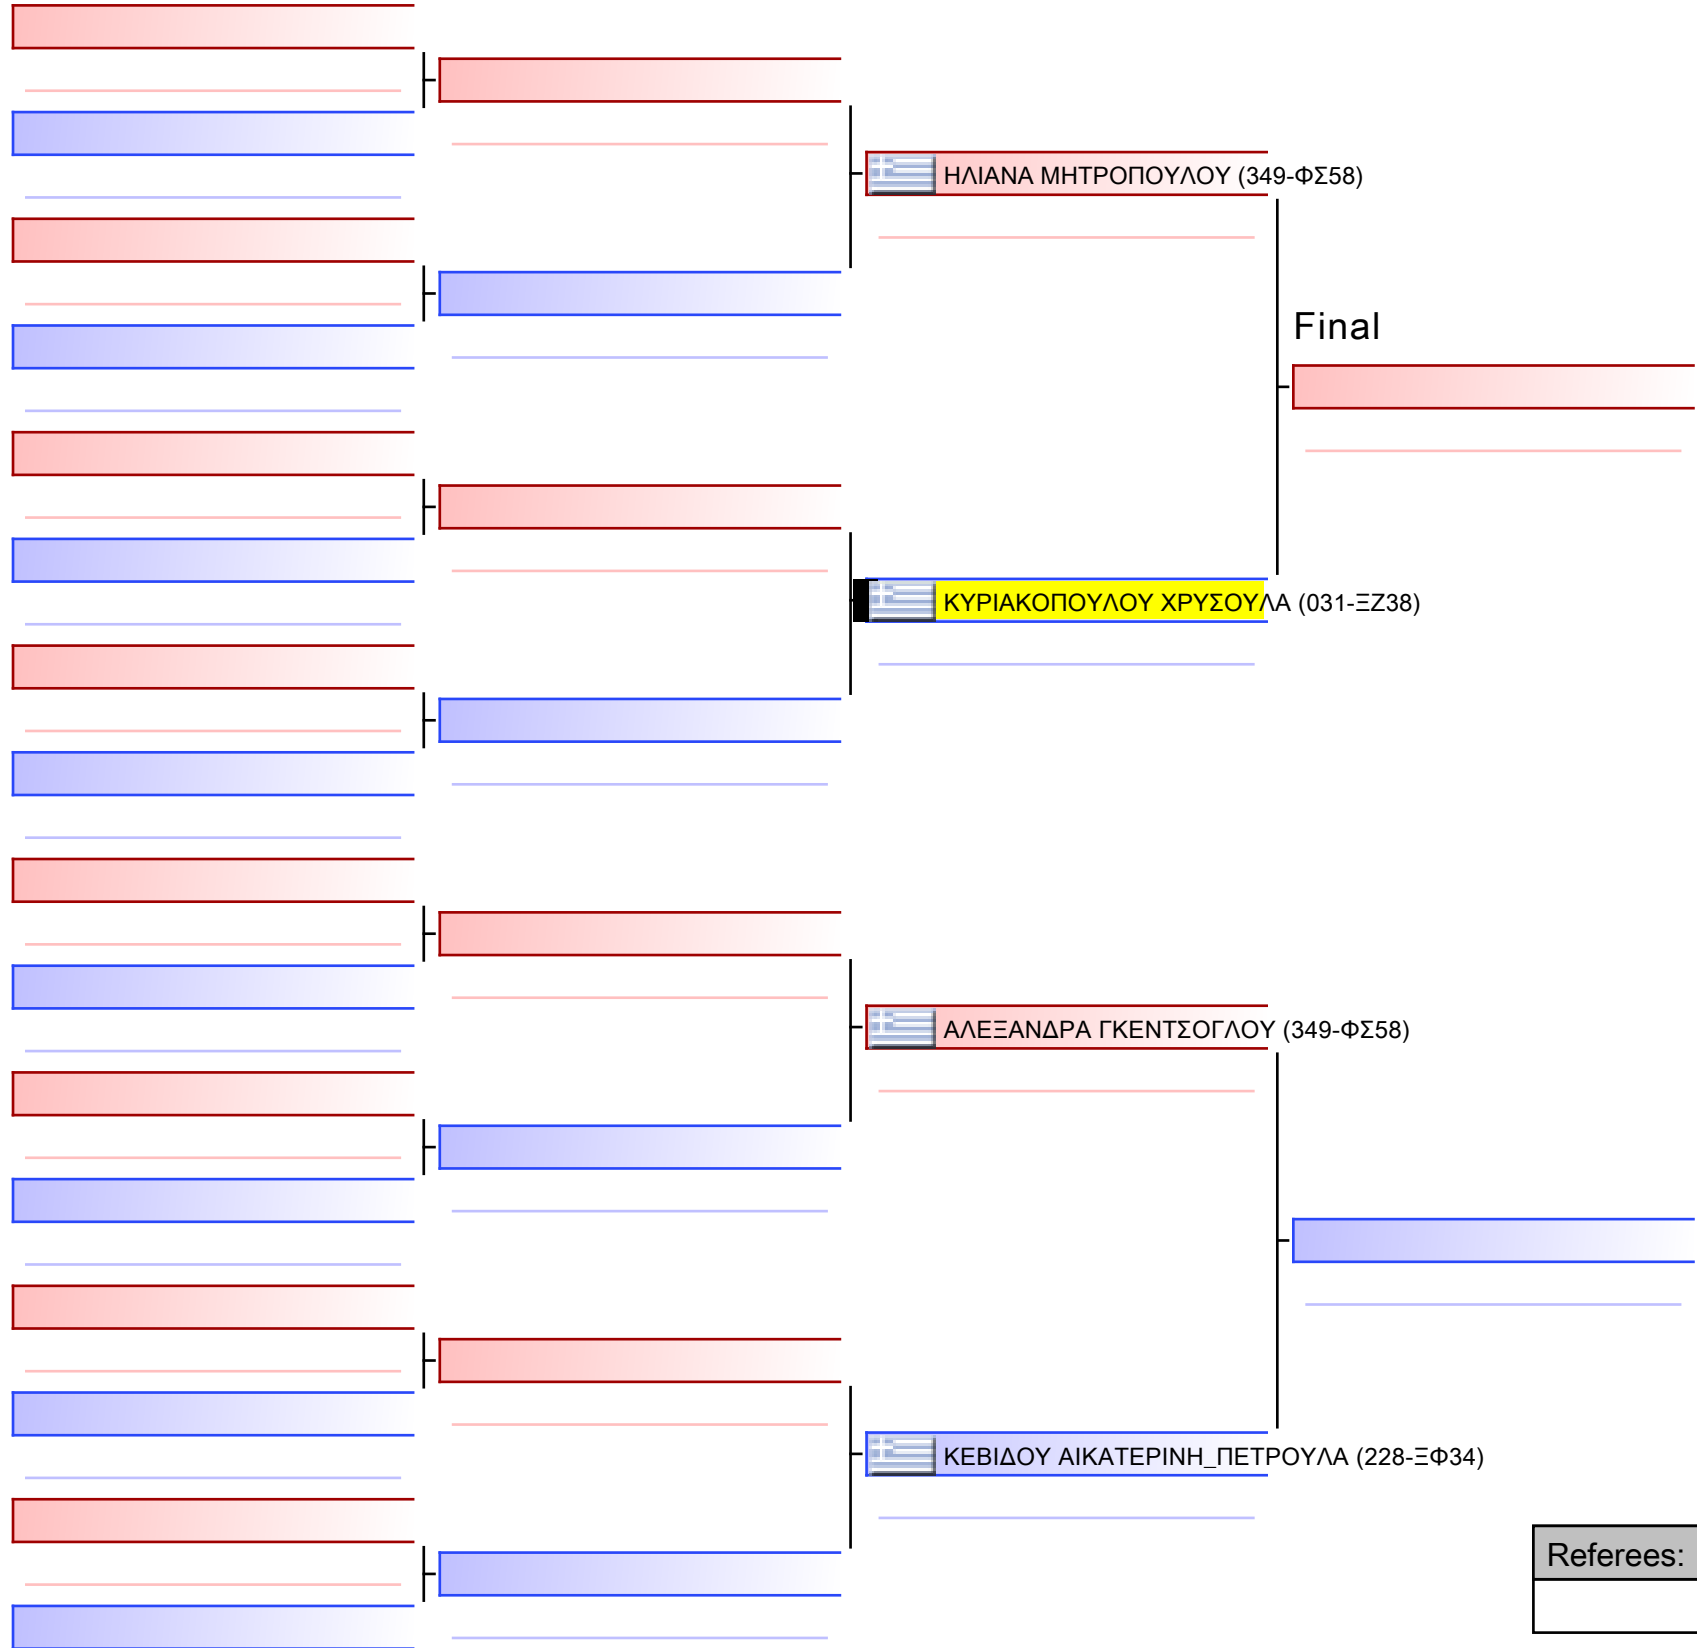 ΗΛΙΑΝΑ ΜΗΤΡΟΠΟΥΛΟΥ (349-ΦΣ58)
Final
ΚΥΡΙΑΚΟΠΟΥΛΟΥ ΧΡΥΣΟΥΛΑ (031-ΞΖ38)
ΑΛΕΞΑΝΔΡΑ ΓΚΕΝΤΣΟΓΛΟΥ (349-ΦΣ58)
ΚΕΒΙΔΟΥ ΑΙΚΑΤΕΡΙΝΗ_ΠΕΤΡΟΥΛΑ (228-ΞΦ34)
Referees: